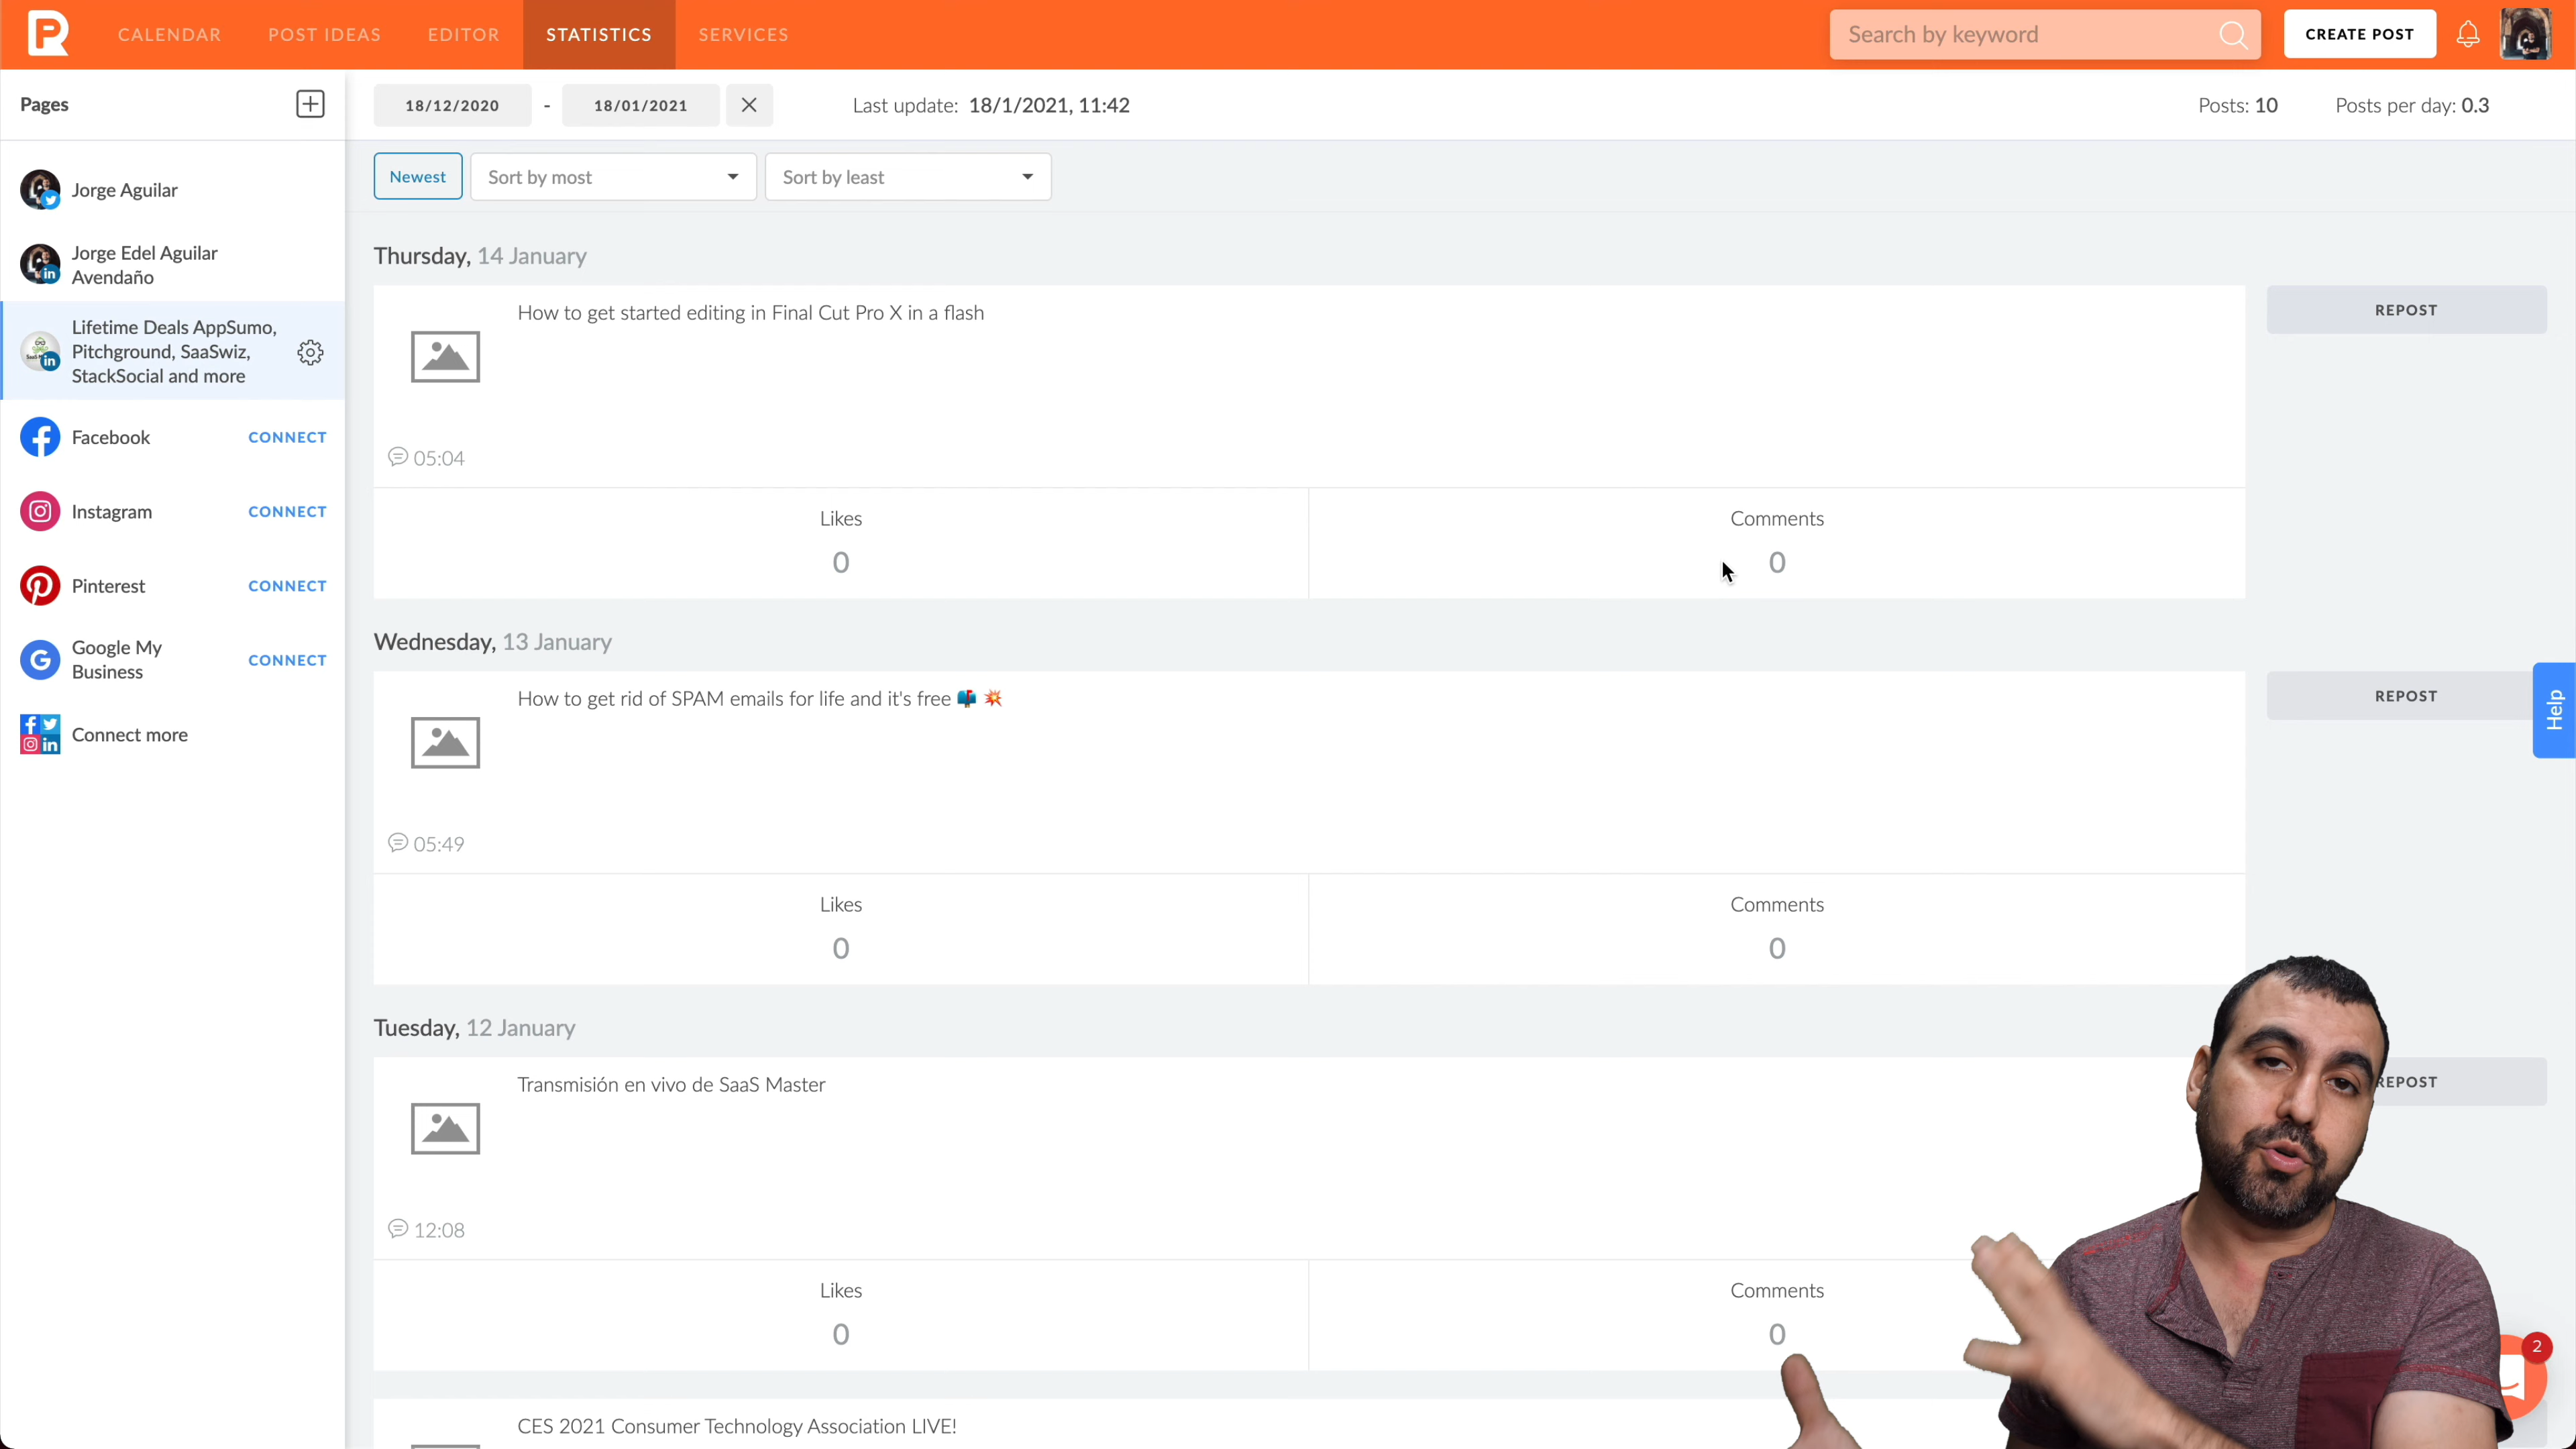 PR
CALENDAR
POST IDEAS
EDITOR
STATISTICS
SERVICES
Search by keyword
CREATE POST
Pages
18/12/2020 - 18/01/2021
Last update: 18/1/2021, 11:42
Posts: 10
Posts per day: 0.3
Newest
Sort by most
Sort by least
Jorge Aguilar
Jorge Edel Aguilar
Avendaño
Lifetime Deals AppSumo,
Pitchground, SaaSwiz,
StackSocial and more
Facebook
CONNECT
Instagram
CONNECT
Pinterest
CONNECT
Google My
Business
CONNECT
Connect more
Thursday, 14 January
How to get started editing in Final Cut Pro X in a flash
REPOST
05:04
Likes
0
Comments
0
Wednesday, 13 January
How to get rid of SPAM emails for life and it's free 📫 💥
REPOST
05:49
Likes
0
Comments
0
Help
Tuesday, 12 January
Transmisión en vivo de SaaS Master
REPOST
12:08
Likes
0
Comments
0
2
CES 2021 Consumer Technology Association LIVE!